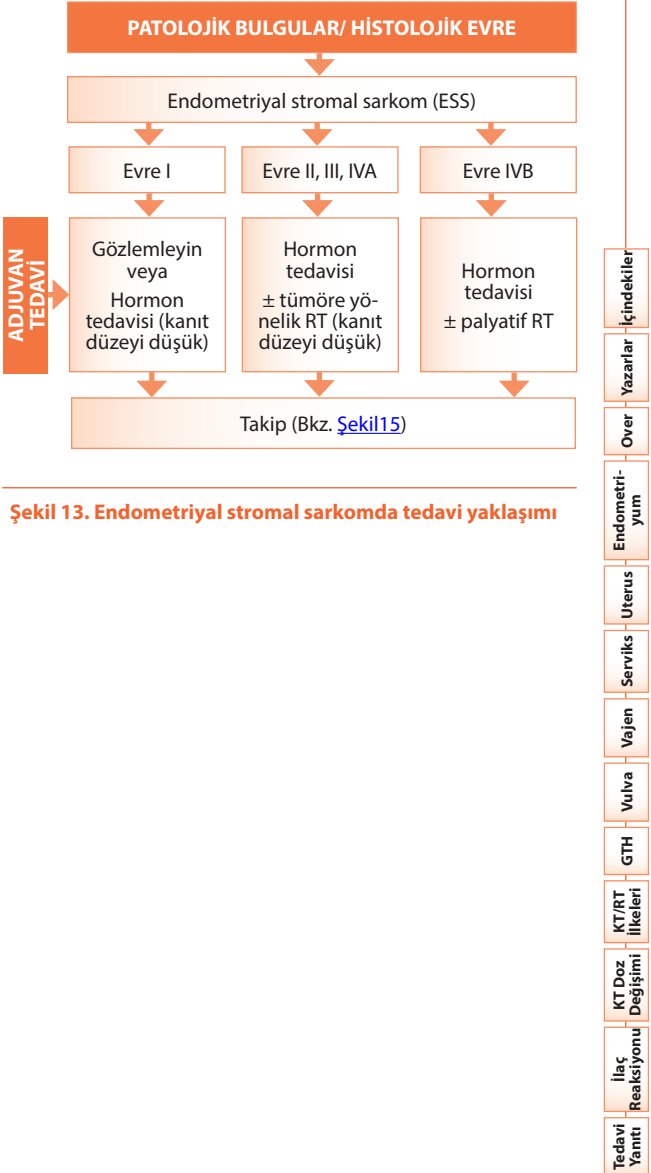 PATOLOJİK BULGULAR/ HİSTOLOJİK EVRE
Endometriyal stromal sarkom (ESS)
Evre I
Evre II, III, IVA
Evre IVB
ADJUVAN
TEDAVİ
Gözlemleyin
veya
Hormon
tedavisi (kanıt
düzeyi düşük)
Hormon
tedavisi
± tümöre yö-
nelik RT (kanıt
düzeyi düşük)
Hormon
tedavisi
± palyatif RT
Takip (Bkz. Şekil15)
Şekil 13. Endometriyal stromal sarkomda tedavi yaklaşımı
İçindekiler
Yazarlar
Over
Endometri-
yum
Uterus
Serviks
Vajen
Vulva
GTH
KT/RT
İlkeleri
KT Doz
Değişimi
İlaç
Reaksiyonu
Tedavi
Yanıtı